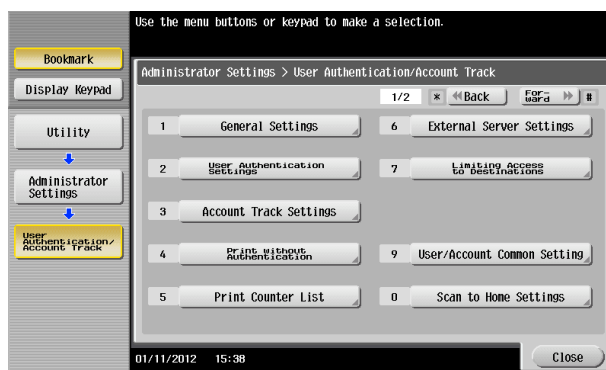 Use the menu buttons or keypad to make a selection.
Bookmark
Display Keypad
Utility
Administrator
Settings
User
Authentication/
Account Track
Administrator Settings > User Authentication/Account Track
1/2
* Back
For-
ward #
1 General Settings
2 User Authentication
Settings
3 Account Track Settings
4 Print without
Authentication
5 Print Counter List
6 External Server Settings
7 Limiting Access
to Destinations
9 User/Account Common Setting
0 Scan to Home Settings
01/11/2012 15:38
Close